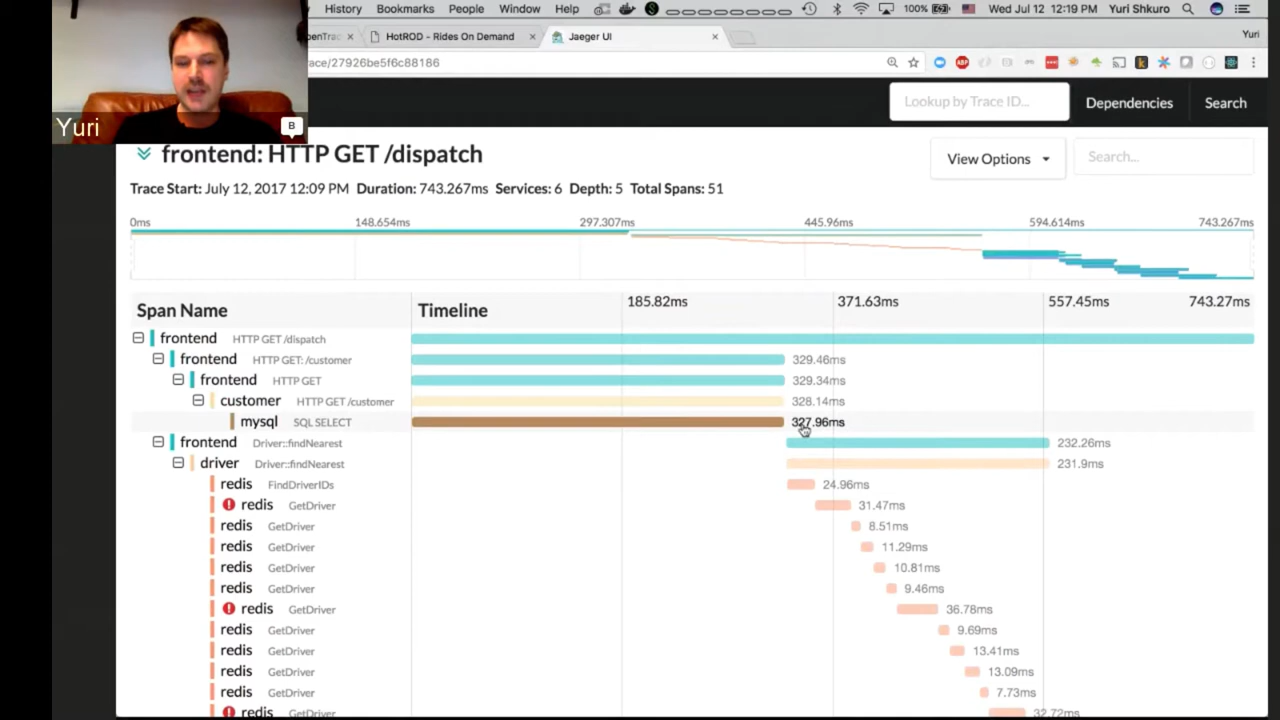 History Bookmarks People Window Help 100% Wed Jul 12 12:19 PM Yuri Shkuro
HotROD - Rides On Demand Jaeger UI Yuri
race/27926be5f6c88186
Lookup by Trace ID... Dependencies Search
Yuri B
frontend: HTTP GET /dispatch View Options Search...
Trace Start: July 12, 2017 12:09 PM Duration: 743.267ms Services: 6 Depth: 5 Total Spans: 51
0ms 148.654ms 297.307ms 445.96ms 594.614ms 743.267ms
Span Name Timeline 185.82ms 371.63ms 557.45ms 743.27ms
frontend HTTP GET /dispatch
frontend HTTP GET: /customer 329.46ms
frontend HTTP GET 329.34ms
customer HTTP GET /customer 328.14ms
mysql SQL SELECT 327.96ms
frontend Driver::findNearest 232.26ms
driver Driver::findNearest 231.9ms
redis FindDriverIDs 24.96ms
redis GetDriver 31.47ms
redis GetDriver 8.51ms
redis GetDriver 11.29ms
redis GetDriver 10.81ms
redis GetDriver 9.46ms
redis GetDriver 36.78ms
redis GetDriver 9.69ms
redis GetDriver 13.41ms
redis GetDriver 13.09ms
redis GetDriver 7.73ms
redis GetDriver 32.72ms